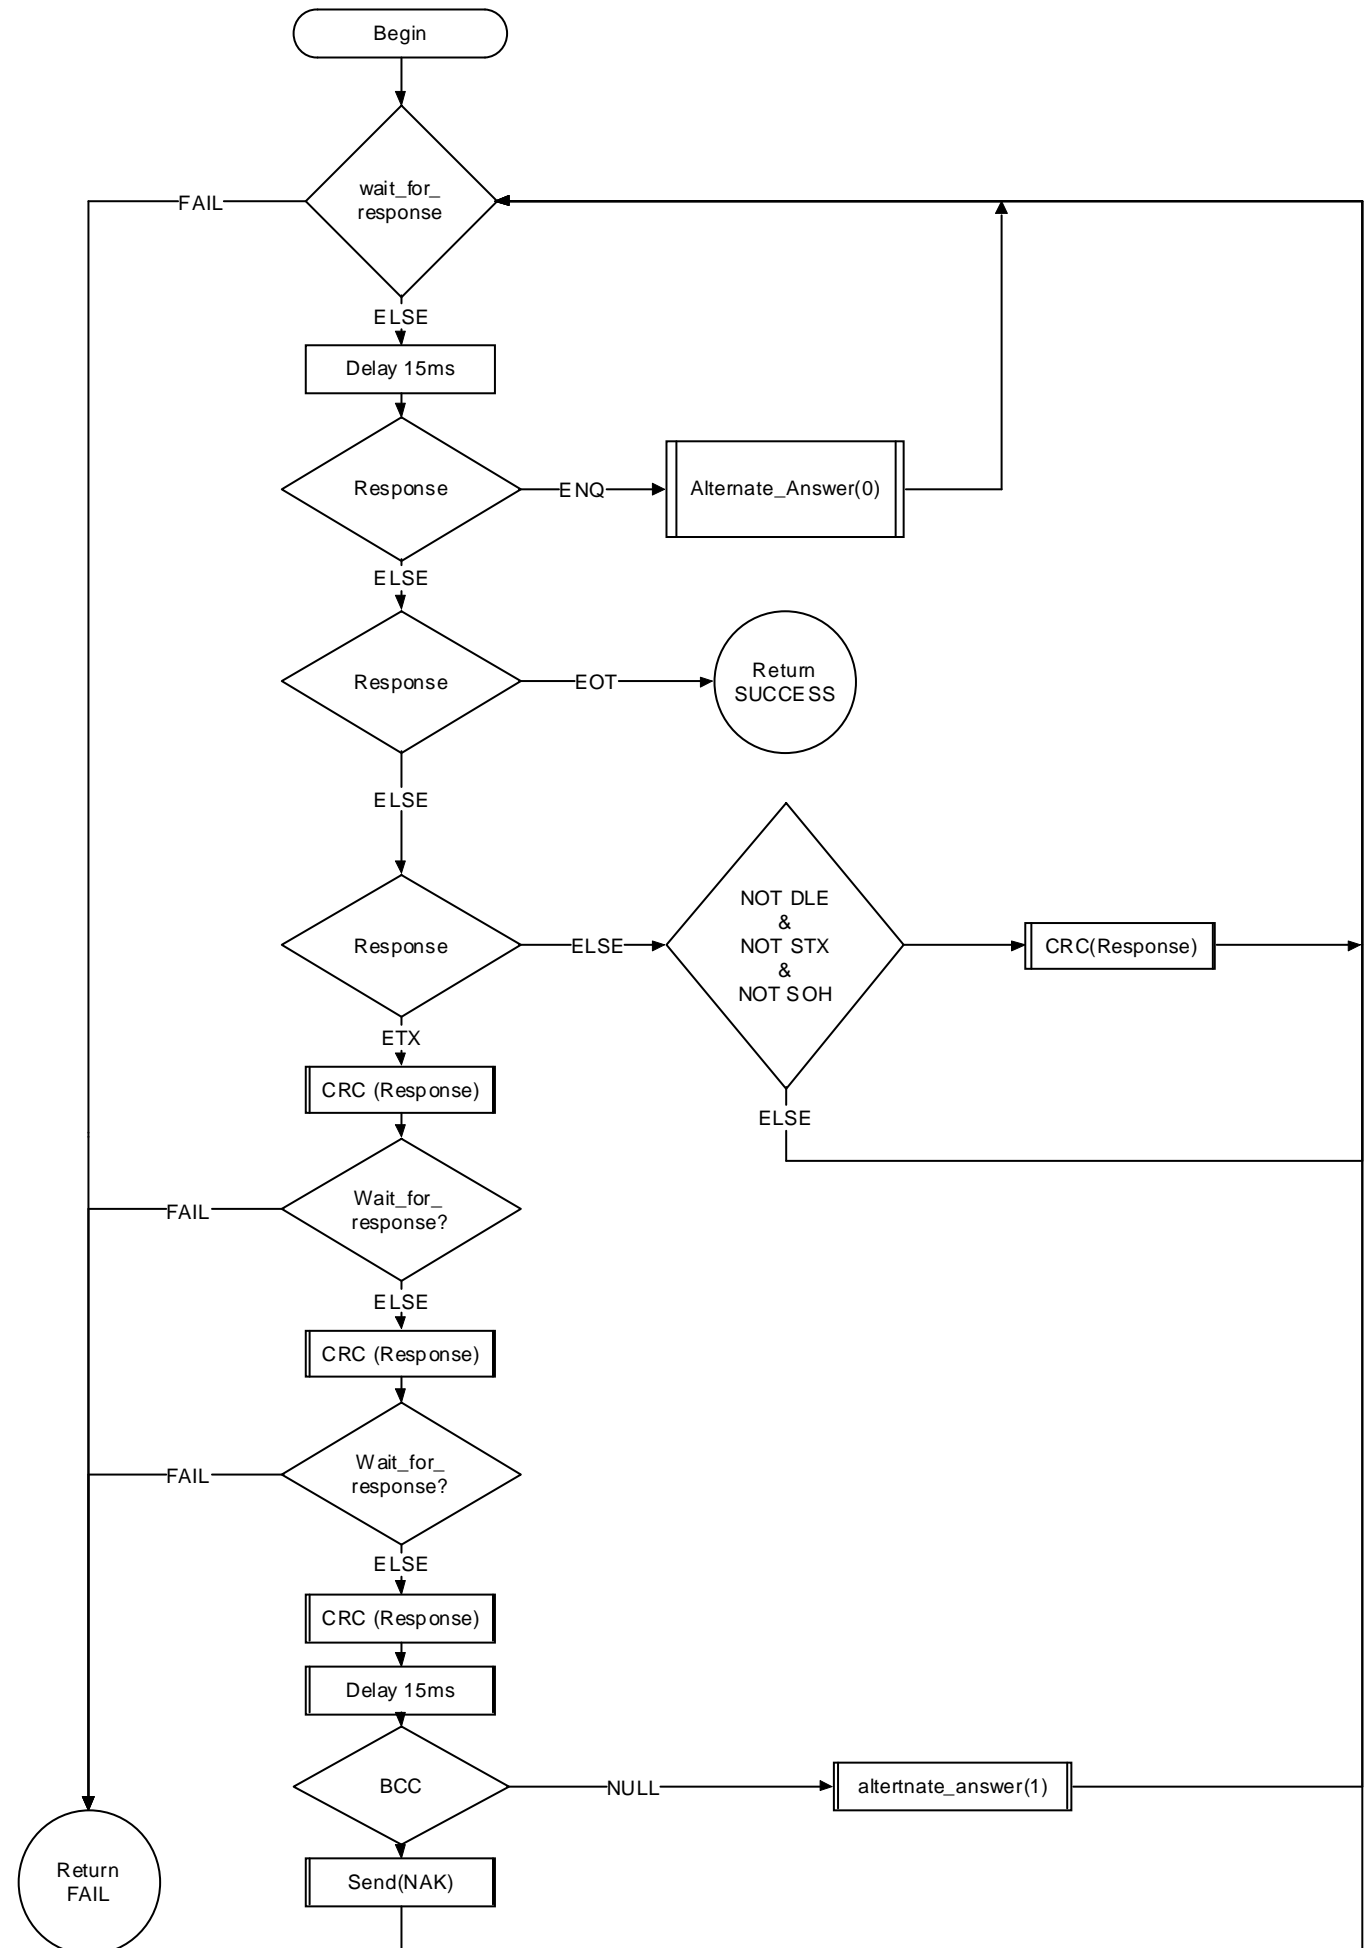 Begin
wait_for_
response
FAIL
ELSE
Delay 15ms
Response
ENQ
Alternate_Answer(0)
ELSE
Response
EOT
Return
SUCCESS
ELSE
Response
ELSE
NOT DLE
&
NOT STX
&
NOT SOH
CRC(Response)
ETX
CRC (Response)
ELSE
Wait_for_
response?
FAIL
ELSE
CRC (Response)
Wait_for_
response?
FAIL
ELSE
CRC (Response)
Delay 15ms
BCC
NULL
altertnate_answer(1)
Return
FAIL
Send(NAK)